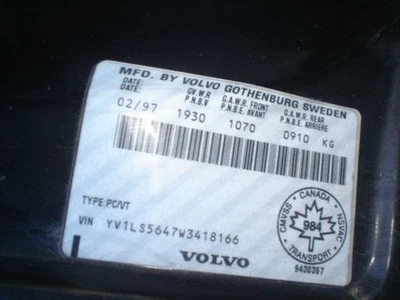 MFD. BY VOLVO GOTHENBURG SWEDEN
DATE: G.V.W.R G.A.W.R. FRONT G.A.W.R REAR
DATE: P.N.B.V P.N.B.E. AVANT P.N.B.E. ARRIERE
02/97 1930 1070 0910 KG
TYPE:PC/VT
VIN YV1LS5647W3418166
VOLVO
CANADA
CMVSS NSVAC
984
TRANSPORT
9430367